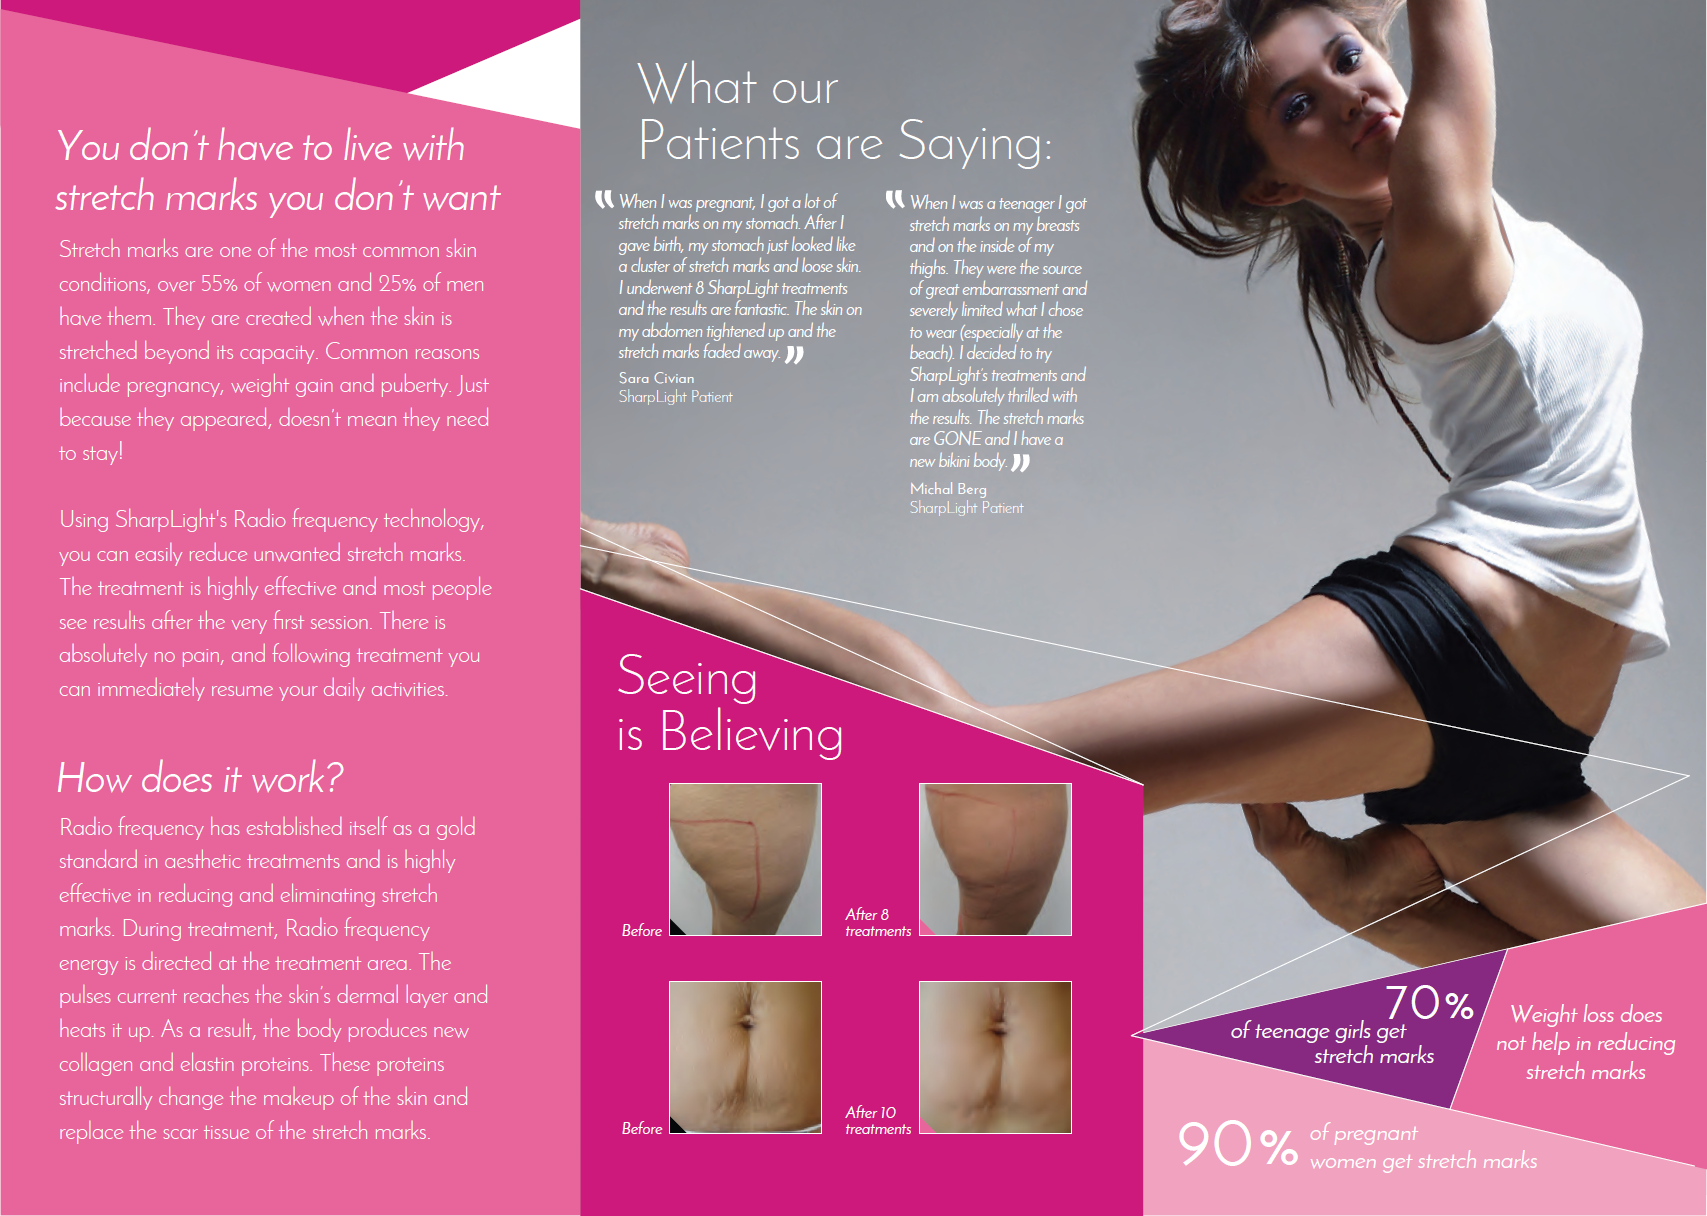 You don't have to live with
stretch marks you don't want
Stretch marks are one of the most common skin
conditions, over 55% of women and 25% of men
have them. They are created when the skin is
stretched beyond its capacity. Common reasons
include pregnancy, weight gain and puberty. Just
because they appeared, doesn't mean they need
to stay!
Using SharpLight's Radio frequency technology,
you can easily reduce unwanted stretch marks.
The treatment is highly effective and most people
see results after the very first session. There is
absolutely no pain, and following treatment you
can immediately resume your daily activities.
How does it work?
Radio frequency has established itself as a gold
standard in aesthetic treatments and is highly
effective in reducing and eliminating stretch
marks. During treatment, Radio frequency
energy is directed at the treatment area. The
pulses current reaches the skin's dermal layer and
heats it up. As a result, the body produces new
collagen and elastin proteins. These proteins
structurally change the makeup of the skin and
replace the scar tissue of the stretch marks.
What our
Patients are Saying:
"When I was pregnant, I got a lot of
stretch marks on my stomach. After I
gave birth, my stomach just looked like
a cluster of stretch marks and loose skin.
I underwent 8 SharpLight treatments
and the results are fantastic. The skin on
my abdomen tightened up and the
stretch marks faded away."
Sara Civian
SharpLight Patient
"When I was a teenager I got
stretch marks on my breasts
and on the inside of my
thighs. They were the source
of great embarrassment and
severely limited what I chose
to wear (especially at the
beach). I decided to try
SharpLight's treatments and
I am absolutely thrilled with
the results. The stretch marks
are GONE and I have a
new bikini body."
Michal Berg
SharpLight Patient
Seeing
is Believing
Before
After 8
treatments
Before
After 10
treatments
70%
of teenage girls get
stretch marks
Weight loss does
not help in reducing
stretch marks
90% of pregnant
women get stretch marks